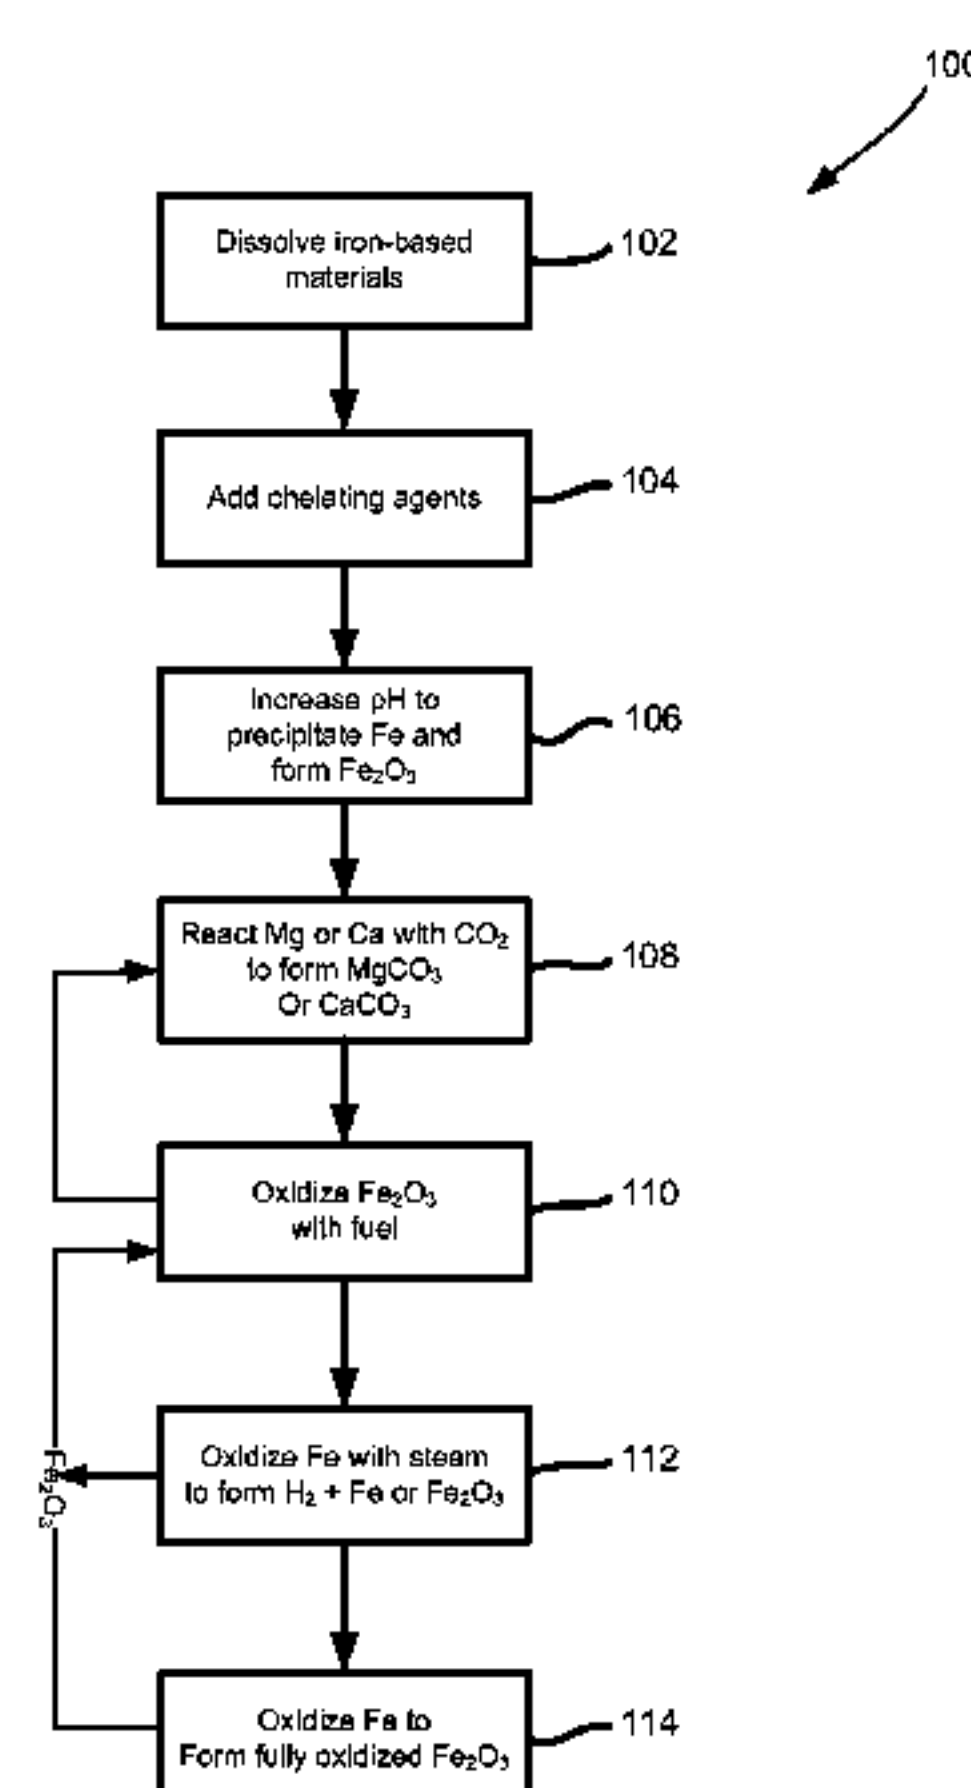 100
Dissolve iron-based
materials
102
Add chelating agents
104
Increase pH to
precipitate Fe and
form Fe₂O₃
106
React Mg or Ca with CO₂
to form MgCO₃
Or CaCO₃
108
Oxidize Fe₂O₃
with fuel
110
Oxidize Fe with steam
to form H₂ + Fe or Fe₂O₃
112
Fe₂O₃
Oxidize Fe to
Form fully oxidized Fe₂O₃
114